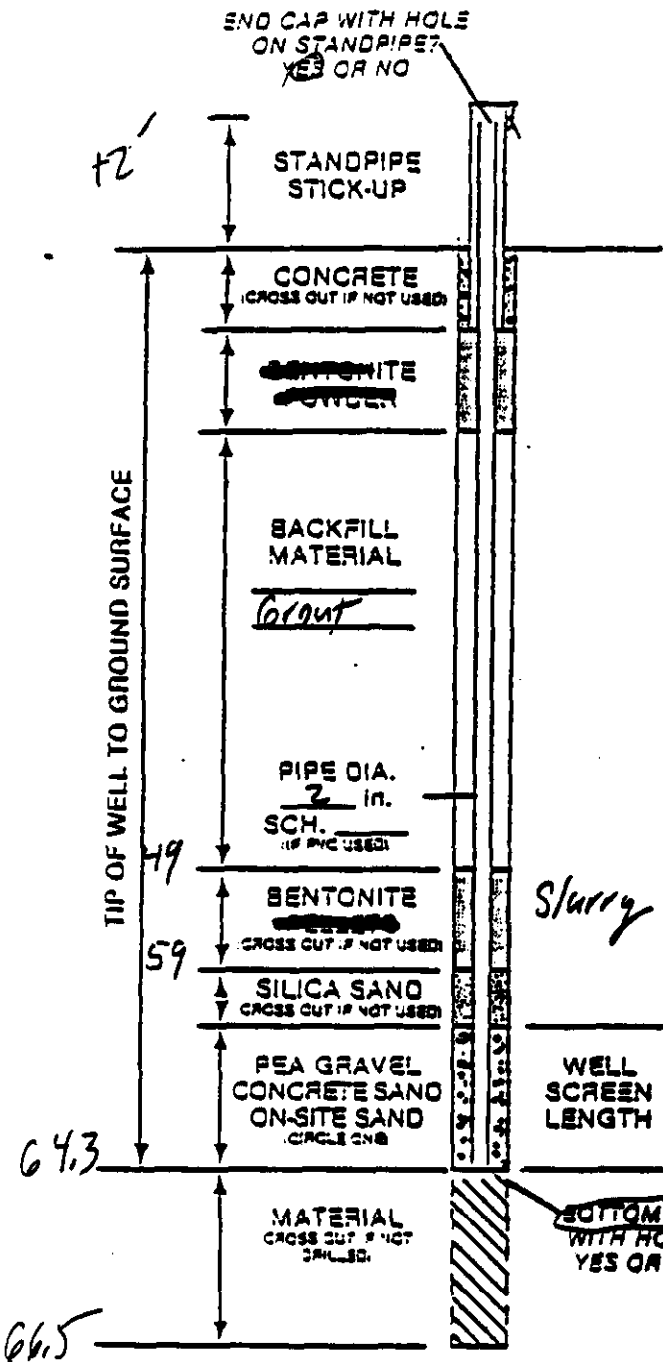 END CAP WITH HOLE
ON STANDPIPE?
YES OR NO
+2'
STANDPIPE
STICK-UP
CONCRETE
(CROSS OUT IF NOT USED)
BENTONITE
POWDER
TIP OF WELL TO GROUND SURFACE
BACKFILL
MATERIAL
Grout
PIPE DIA.
2 in.
SCH.
(IF PVC USED)
49
BENTONITE
Slurry
(CROSS OUT IF NOT USED)
59
SILICA SAND
(CROSS OUT IF NOT USED)
PEA GRAVEL
CONCRETE SAND
ON-SITE SAND
(CIRCLE ONE)
WELL
SCREEN
LENGTH
64.3
BOTTOM
WITH HO
YES OR
MATERIAL
(CROSS OUT IF NOT
DRILLED)
66.5